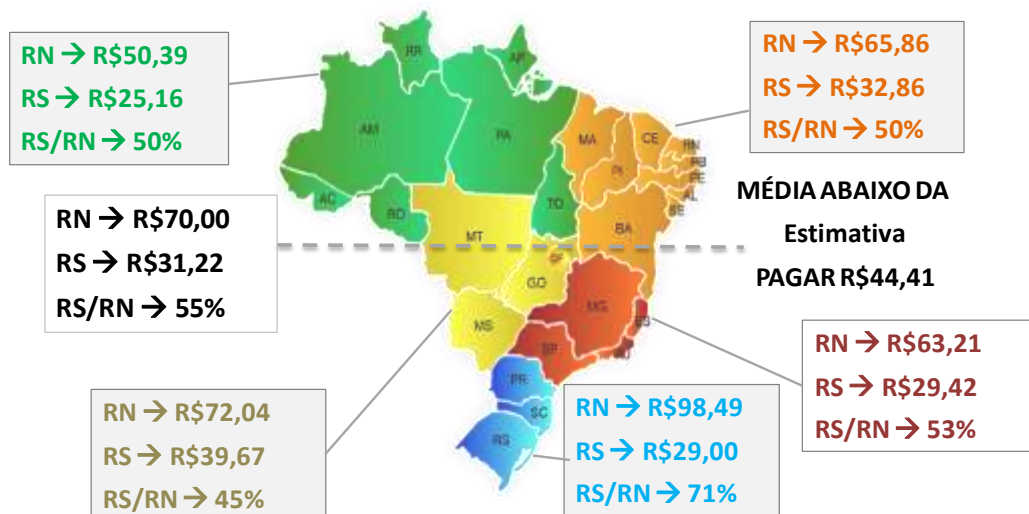 RN → R$50,39
RS → R$25,16
RS/RN → 50%
RN → R$65,86
RS → R$32,86
RS/RN → 50%
RR
AP
AM
PA
MA
CE
RN
PB
PE
AL
SE
PI
AC
RO
TO
BA
MT
DF
GO
MS
MG
ES
SP
RJ
PR
SC
RS
RN → R$70,00
RS → R$31,22
RS/RN → 55%
MÉDIA ABAIXO DA
Estimativa
PAGAR R$44,41
RN → R$63,21
RS → R$29,42
RS/RN → 53%
RN → R$72,04
RS → R$39,67
RS/RN → 45%
RN → R$98,49
RS → R$29,00
RS/RN → 71%